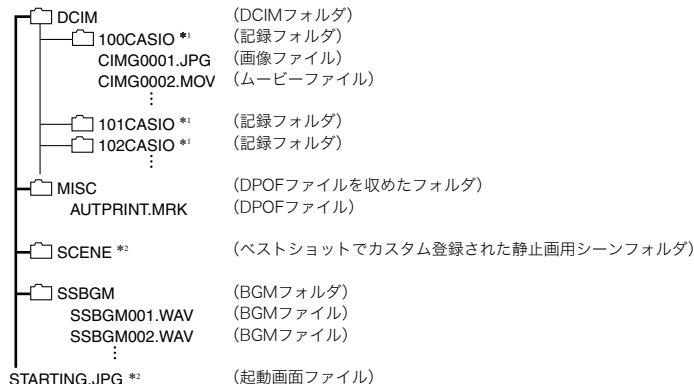 DCIM （DCIMフォルダ）
100CASIO *1 （記録フォルダ）
CIMG0001.JPG （画像ファイル）
CIMG0002.MOV （ムービーファイル）
⋮
101CASIO *1 （記録フォルダ）
102CASIO *1 （記録フォルダ）
⋮
MISC （DPOFファイルを収めたフォルダ）
AUTPRINT.MRK （DPOFファイル）
SCENE *2 （ベストショットでカスタム登録された静止画用シーンフォルダ）
SSBGM （BGMフォルダ）
SSBGM001.WAV （BGMファイル）
SSBGM002.WAV （BGMファイル）
⋮
STARTING.JPG *2 （起動画面ファイル）